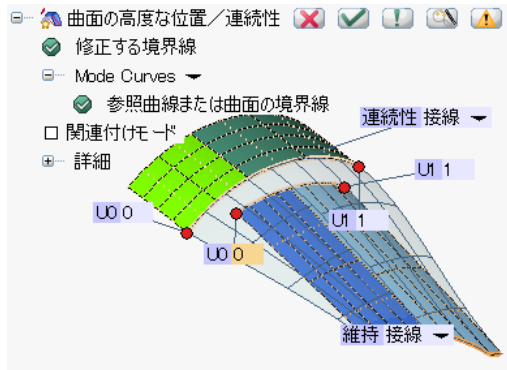 曲面の高度な位置／連続性
修正する境界線
Mode Curves
参照曲線または曲面の境界線
関連付けモード
詳細
連続性 接線
U1 1
U0 0
U1 1
U0 0
維持 接線